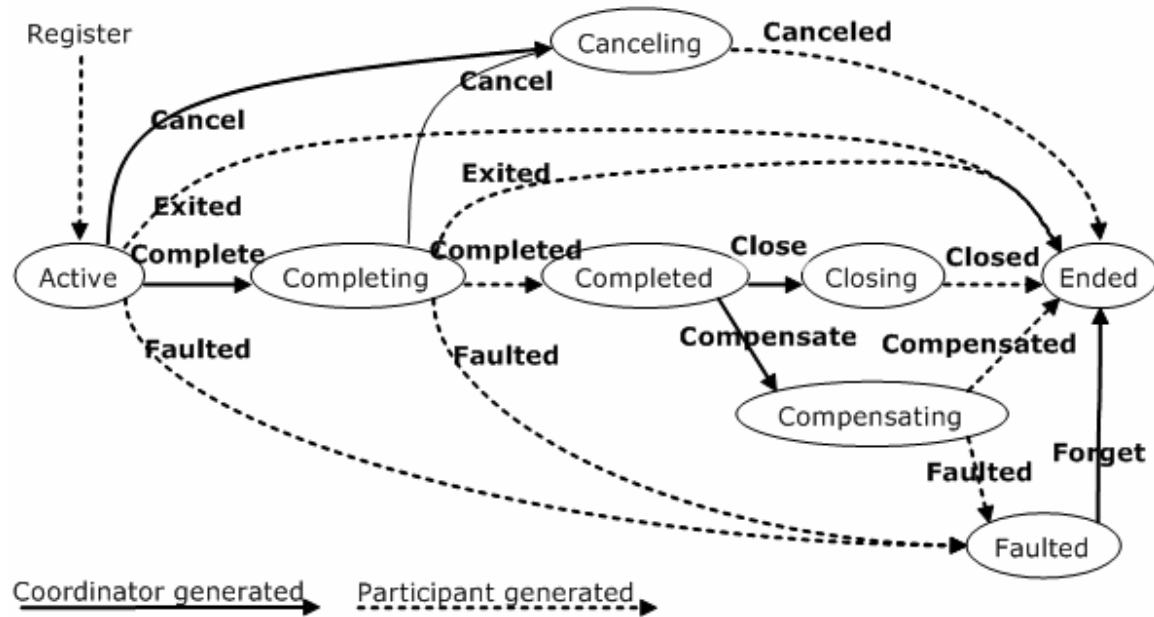 Register
Canceling
Canceled
Cancel
Cancel
Exited
Exited
Active
Complete
Completing
Completed
Completed
Close
Closing
Closed
Ended
Faulted
Faulted
Compensate
Compensated
Compensating
Faulted
Forget
Faulted
Coordinator generated
Participant generated